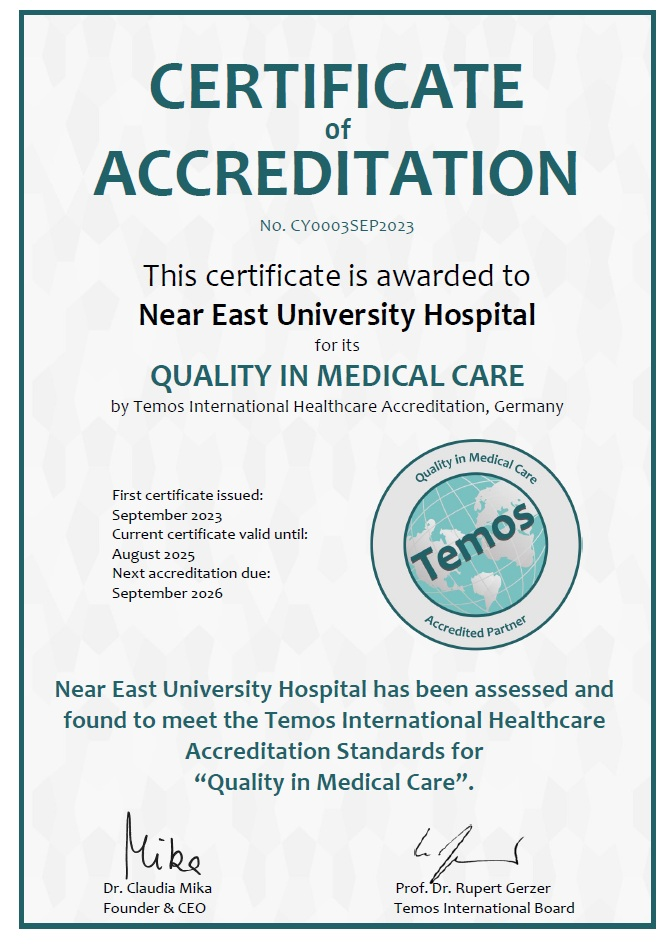 CERTIFICATE
of
ACCREDITATION
No. CY0003SEP2023
This certificate is awarded to
Near East University Hospital
for its
QUALITY IN MEDICAL CARE
by Temos International Healthcare Accreditation, Germany
First certificate issued:
September 2023
Current certificate valid until:
August 2025
Next accreditation due:
September 2026
Quality in Medical Care
Temos
Accredited Partner
Near East University Hospital has been assessed and
found to meet the Temos International Healthcare
Accreditation Standards for
“Quality in Medical Care”.
Mika
Dr. Claudia Mika
Founder & CEO
Prof. Dr. Rupert Gerzer
Temos International Board